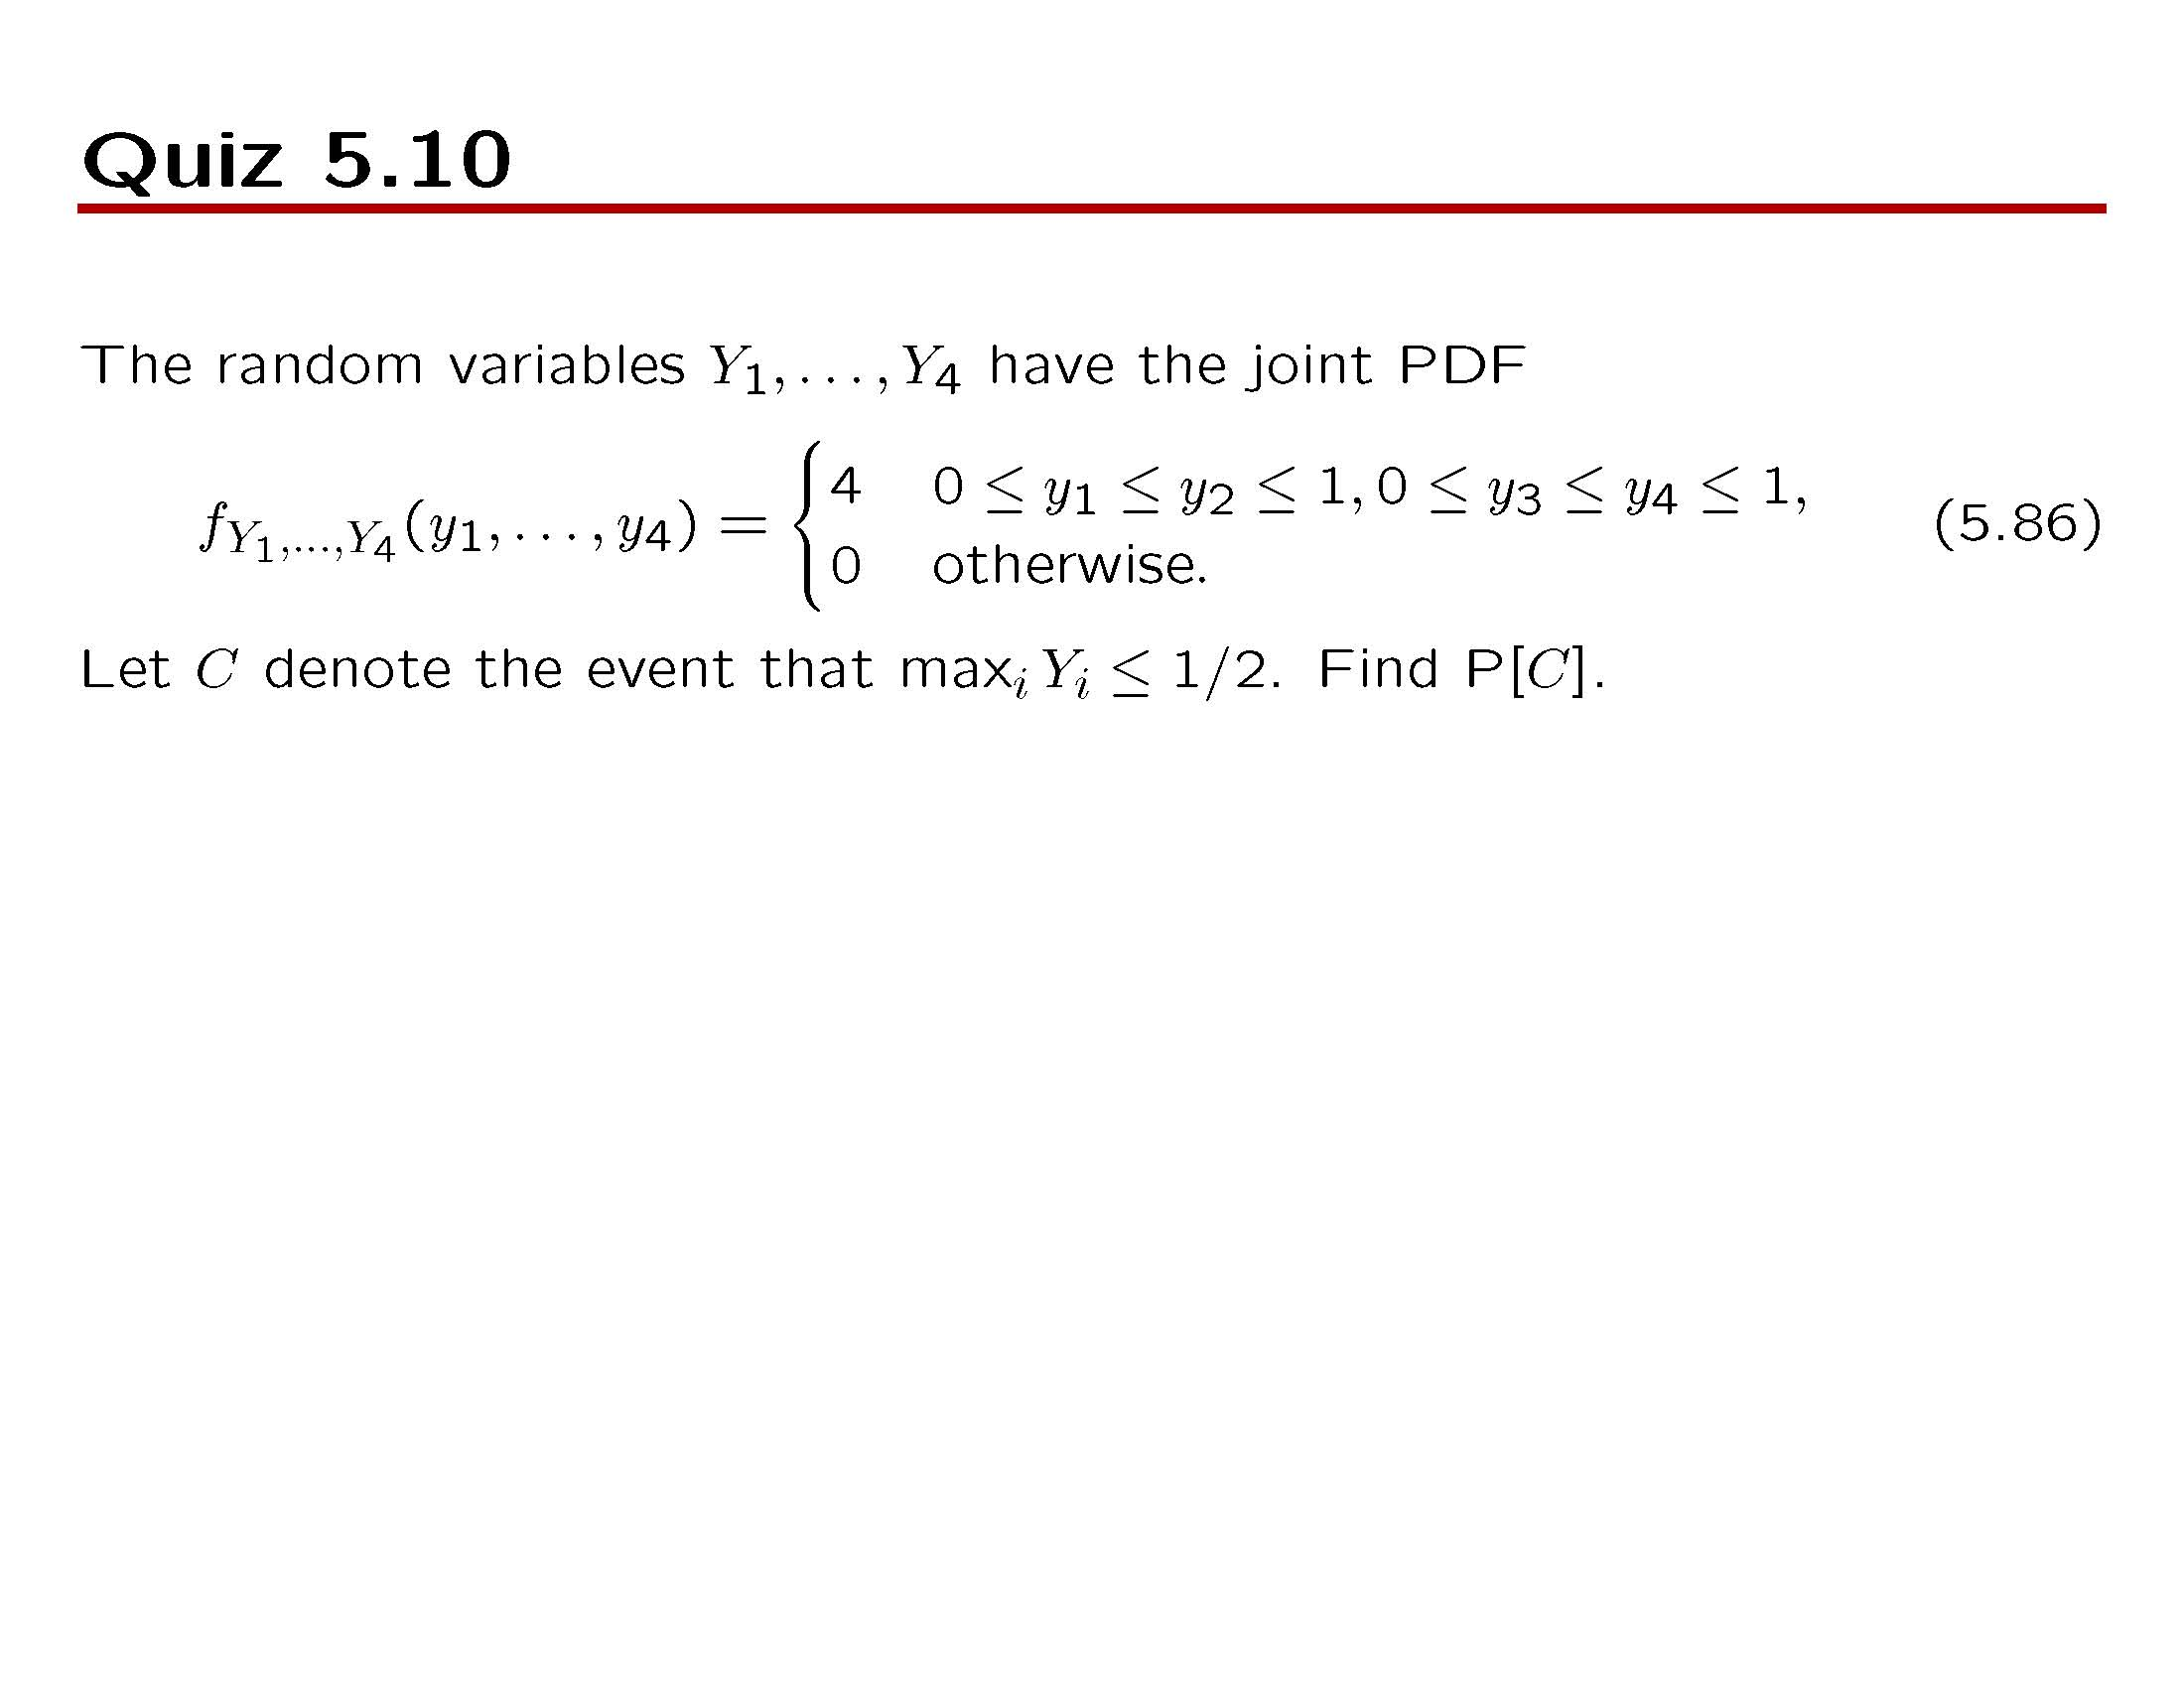 Quiz 5.10
The random variables Y₁, . . . , Y₄ have the joint PDF
f_{Y₁,...,Y₄}(y₁, . . . , y₄) = { 4 0 ≤ y₁ ≤ y₂ ≤ 1, 0 ≤ y₃ ≤ y₄ ≤ 1, (5.86)
0 otherwise.
Let C denote the event that maxᵢ Yᵢ ≤ 1/2. Find P[C].